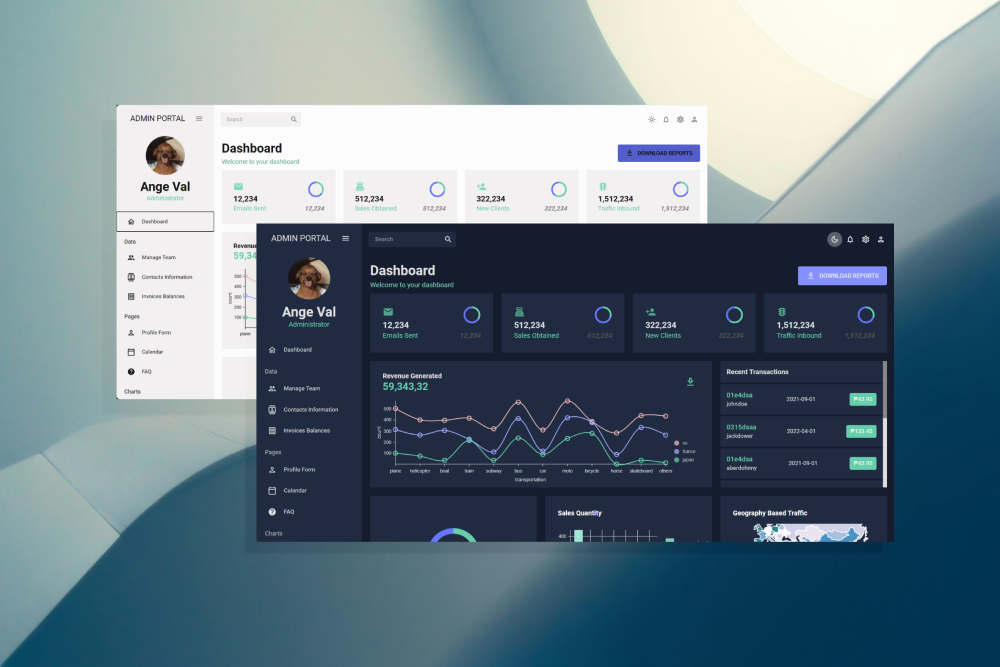 ADMIN PORTAL
Search
Ange Val
Administrator
Dashboard
Welcome to your dashboard
DOWNLOAD REPORTS
12,234
Emails Sent
12,234
512,234
Sales Obtained
512,234
322,234
New Clients
322,234
1,512,234
Traffic Inbound
1,512,234
Dashboard
Data
Manage Team
Contacts Information
Invoices Balances
Pages
Profile Form
Calendar
FAQ
Charts
Revenue
59,34
500
400
300
200
100
count
plane
ADMIN PORTAL
Search
Ange Val
Administrator
Dashboard
Data
Manage Team
Contacts Information
Invoices Balances
Pages
Profile Form
Calendar
FAQ
Charts
Dashboard
Welcome to your dashboard
DOWNLOAD REPORTS
12,234
Emails Sent
12,234
512,234
Sales Obtained
512,234
322,234
New Clients
322,234
1,512,234
Traffic Inbound
1,512,234
Revenue Generated
59,343,32
500
400
300
200
100
count
plane helicopter boat train subway bus car moto bicycle horse skateboard others
transportation
us
france
japan
Recent Transactions
01e4dsa
johndoe
2021-09-01
₱43.95
0315dsaa
jackdower
2022-04-01
₱133.45
01e4dsa
aberdohnny
2021-09-01
₱43.95
Sales Quantity
400
Geography Based Traffic